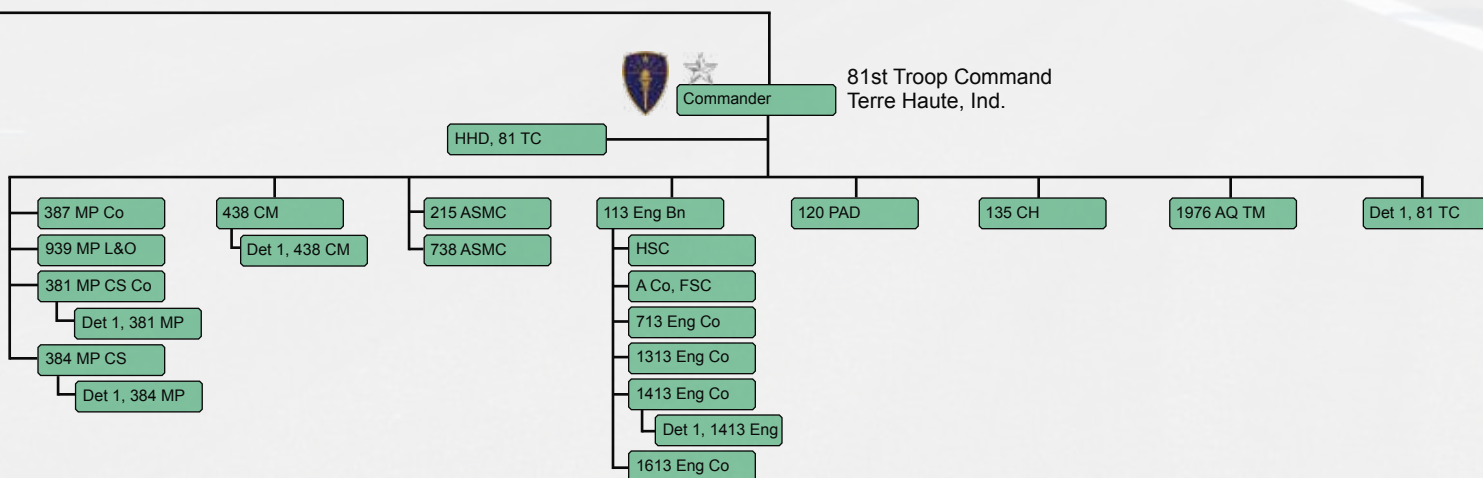 81st Troop Command
Terre Haute, Ind.
Commander
HHD, 81 TC
387 MP Co
939 MP L&O
381 MP CS Co
Det 1, 381 MP
384 MP CS
Det 1, 384 MP
438 CM
Det 1, 438 CM
215 ASMC
738 ASMC
113 Eng Bn
HSC
A Co, FSC
713 Eng Co
1313 Eng Co
1413 Eng Co
Det 1, 1413 Eng
1613 Eng Co
120 PAD
135 CH
1976 AQ TM
Det 1, 81 TC